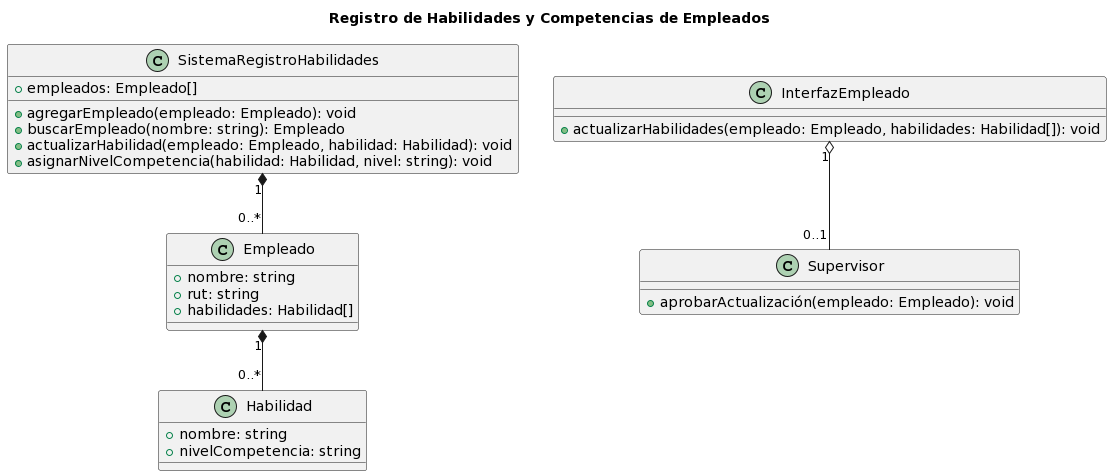 Registro de Habilidades y Competencias de Empleados
C SistemaRegistroHabilidades
empleados: Empleado[]
agregarEmpleado(empleado: Empleado): void
buscarEmpleado(nombre: string): Empleado
actualizarHabilidad(empleado: Empleado, habilidad: Habilidad): void
asignarNivelCompetencia(habilidad: Habilidad, nivel: string): void
1
0..*
C Empleado
nombre: string
rut: string
habilidades: Habilidad[]
1
0..*
C Habilidad
nombre: string
nivelCompetencia: string
C InterfazEmpleado
actualizarHabilidades(empleado: Empleado, habilidades: Habilidad[]): void
1
0..1
C Supervisor
aprobarActualización(empleado: Empleado): void